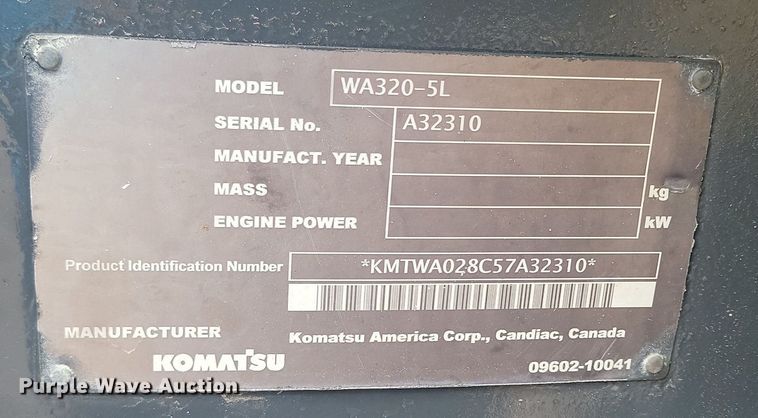 MODEL WA320-5L
SERIAL No. A32310
MANUFACT. YEAR
MASS kg
ENGINE POWER kW
Product Identification Number *KMTWA028C57A32310*
MANUFACTURER Komatsu America Corp., Candiac, Canada
KOMATSU 09602-10041
Purple Wave Auction